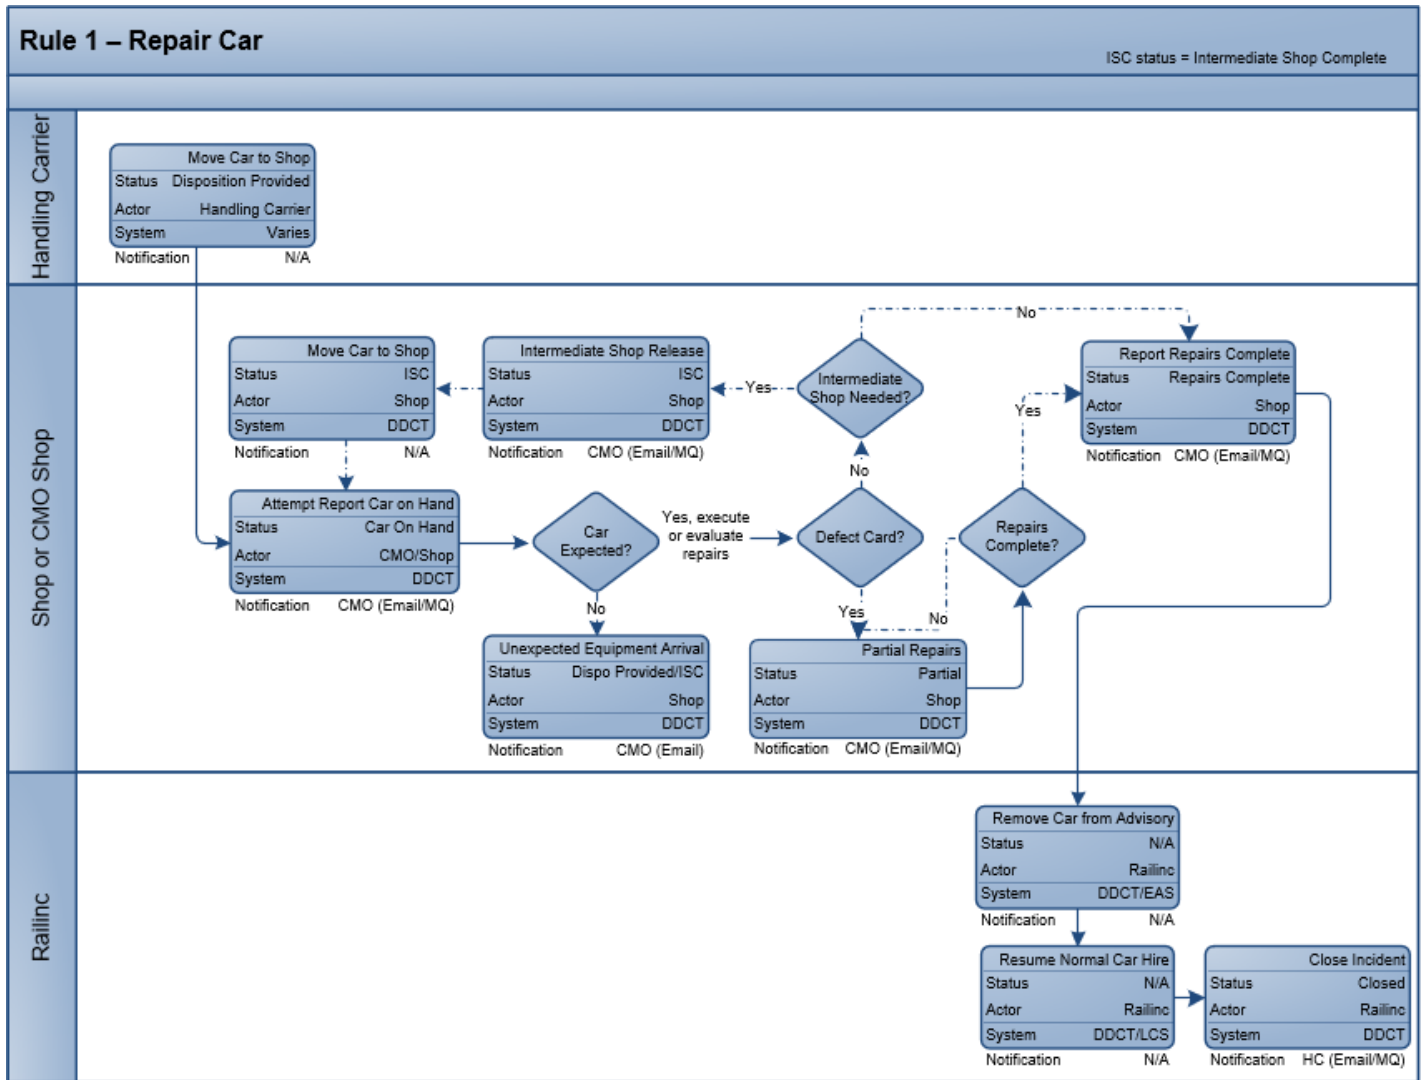 Rule 1 – Repair Car
ISC status = Intermediate Shop Complete
Handling Carrier
Move Car to Shop
Status Disposition Provided
Actor Handling Carrier
System Varies
Notification N/A
Shop or CMO Shop
Move Car to Shop
Status ISC
Actor Shop
System DDCT
Notification N/A
Intermediate Shop Release
Status ISC
Actor Shop
System DDCT
Notification CMO (Email/MQ)
Yes
Intermediate
Shop Needed?
No
Report Repairs Complete
Status Repairs Complete
Actor Shop
System DDCT
Notification CMO (Email/MQ)
Yes
No
Attempt Report Car on Hand
Status Car On Hand
Actor CMO/Shop
System DDCT
Notification CMO (Email/MQ)
Car
Expected?
Yes, execute
or evaluate
repairs
Defect Card?
Repairs
Complete?
No
Yes
No
Unexpected Equipment Arrival
Status Dispo Provided/ISC
Actor Shop
System DDCT
Notification CMO (Email)
Partial Repairs
Status Partial
Actor Shop
System DDCT
Notification CMO (Email/MQ)
Railinc
Remove Car from Advisory
Status N/A
Actor Railinc
System DDCT/EAS
Notification N/A
Resume Normal Car Hire
Status N/A
Actor Railinc
System DDCT/LCS
Notification N/A
Close Incident
Status Closed
Actor Railinc
System DDCT
Notification HC (Email/MQ)